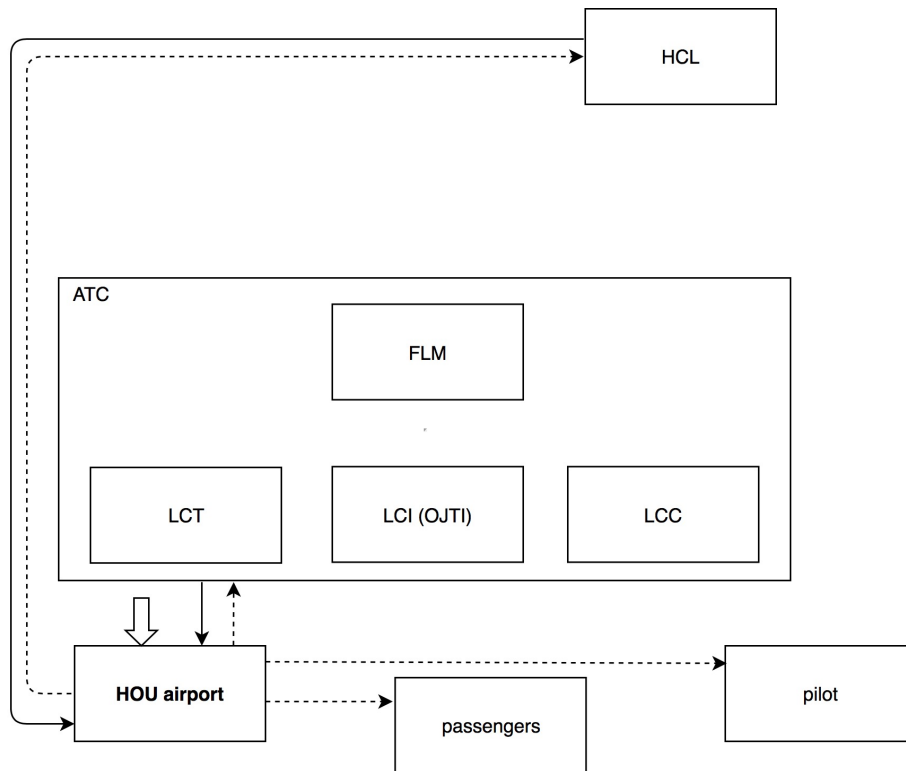 HCL
ATC
FLM
LCT
LCI (OJTI)
LCC
HOU airport
pilot
passengers